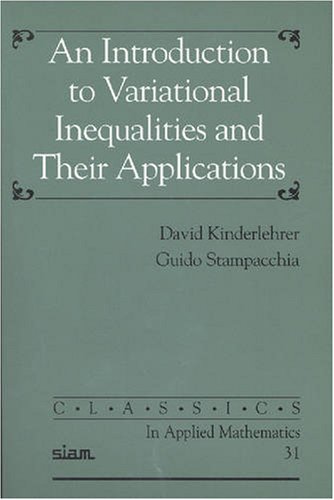 An Introduction
to Variational
Inequalities and
Their Applications
David Kinderlehrer
Guido Stampacchia
C•L•A•S•S•I•C•S
In Applied Mathematics
siam
31